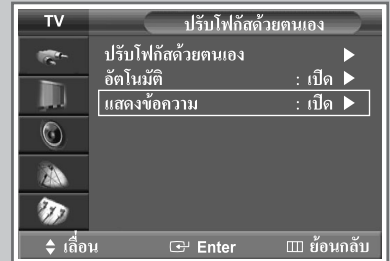 TV ปรับโฟกัสด้วยตนเอง
ปรับโฟกัสด้วยตนเอง
อัตโนมัติ : เปิด
แสดงข้อความ : เปิด
เลื่อน Enter ย้อนกลับ